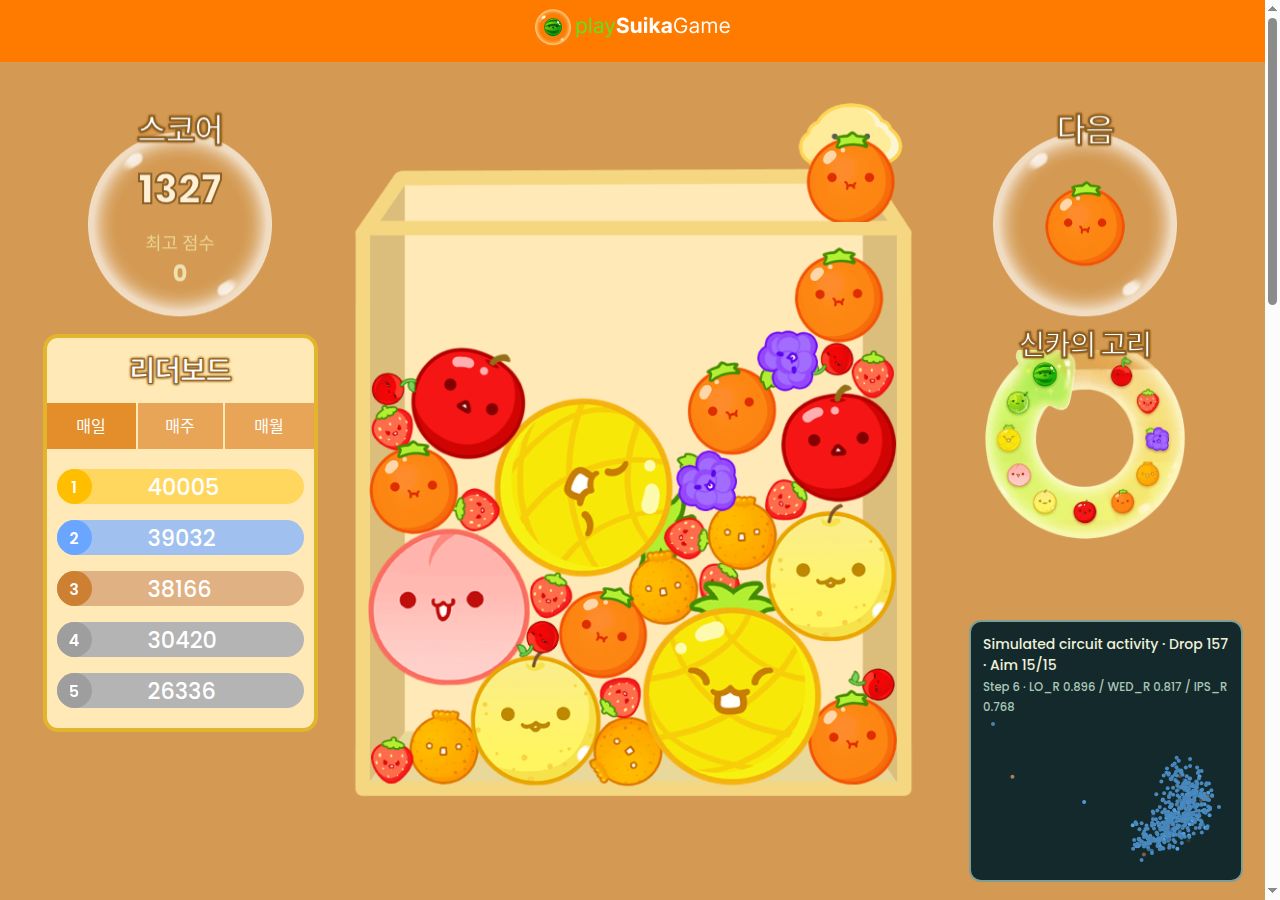 playSuikaGame
스코어
1327
최고 점수
0
다음
리더보드
매일 매주 매월
1 40005
2 39032
3 38166
4 30420
5 26336
신카의 고리
Simulated circuit activity · Drop 157
· Aim 15/15
Step 6 · LO_R 0.896 / WED_R 0.817 / IPS_R
0.768